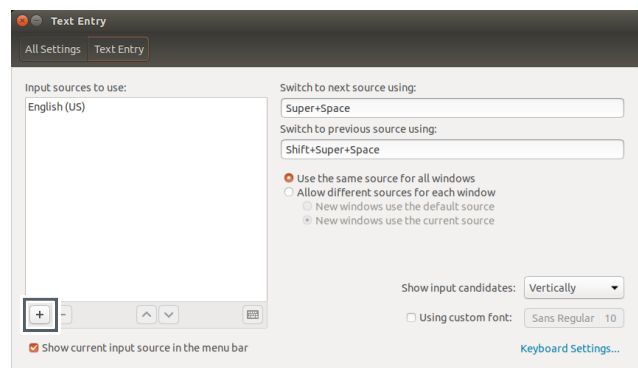 Text Entry
All Settings Text Entry
Input sources to use:
English (US)
Switch to next source using:
Super+Space
Switch to previous source using:
Shift+Super+Space
Use the same source for all windows
Allow different sources for each window
New windows use the default source
New windows use the current source
Show input candidates: Vertically
+ -
Using custom font: Sans Regular 10
Show current input source in the menu bar
Keyboard Settings...